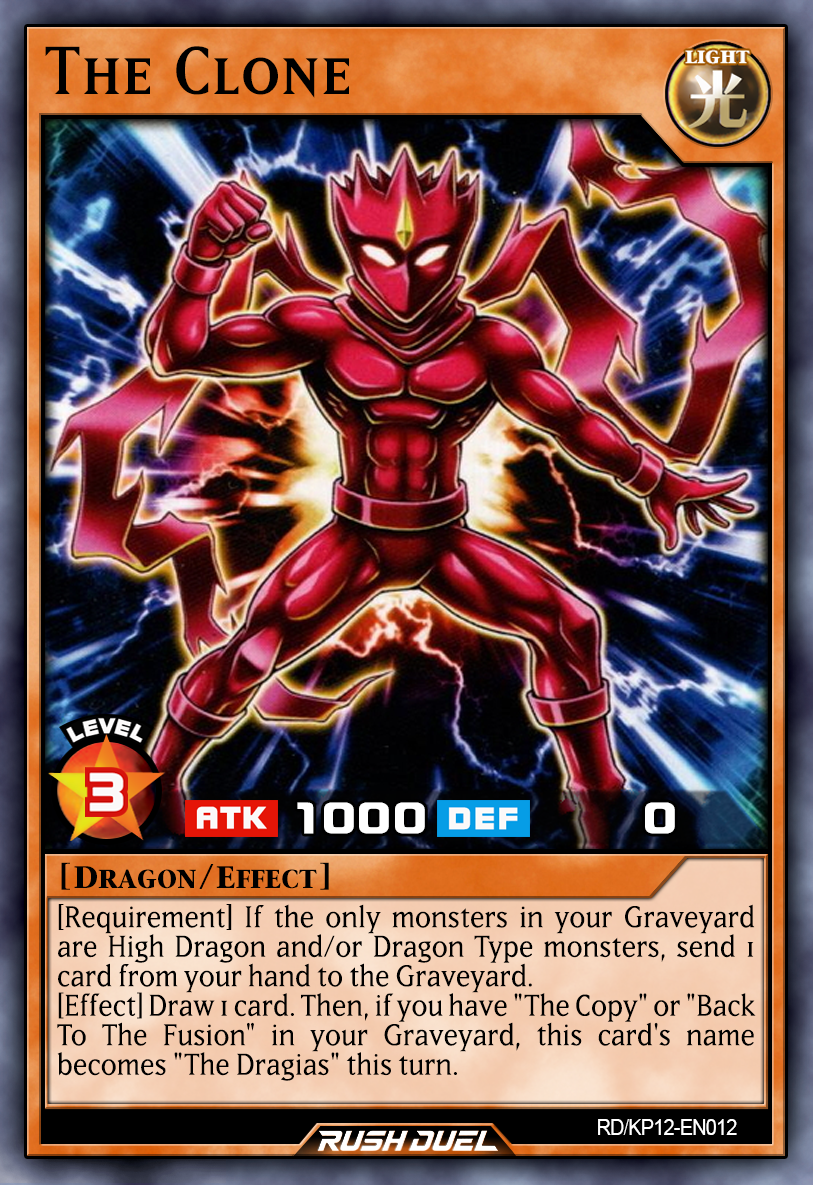 The Clone
LIGHT
光
LEVEL
3
ATK 1000 DEF 0
[Dragon/Effect]
[Requirement] If the only monsters in your Graveyard
are High Dragon and/or Dragon Type monsters, send 1
card from your hand to the Graveyard.
[Effect] Draw 1 card. Then, if you have "The Copy" or "Back
To The Fusion" in your Graveyard, this card's name
becomes "The Dragias" this turn.
RD/KP12-EN012
RUSH DUEL